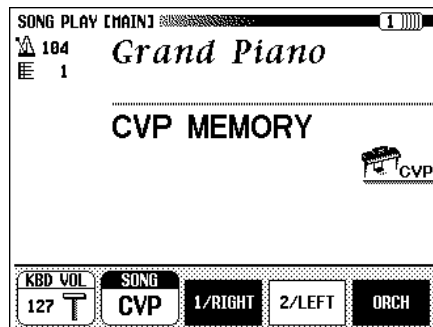 SONG PLAY [MAIN] 1
104
Grand Piano
1
CVP MEMORY
CVP
KBD VOL SONG
127 CVP 1/RIGHT 2/LEFT ORCH